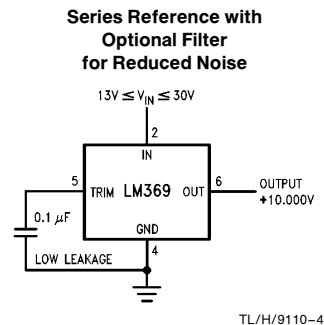 Series Reference with
Optional Filter
for Reduced Noise
13V ≤ VIN ≤ 30V
2
IN
5
TRIM LM369 OUT
6
OUTPUT
+10.000V
0.1 μF
GND
4
LOW LEAKAGE
TL/H/9110–4